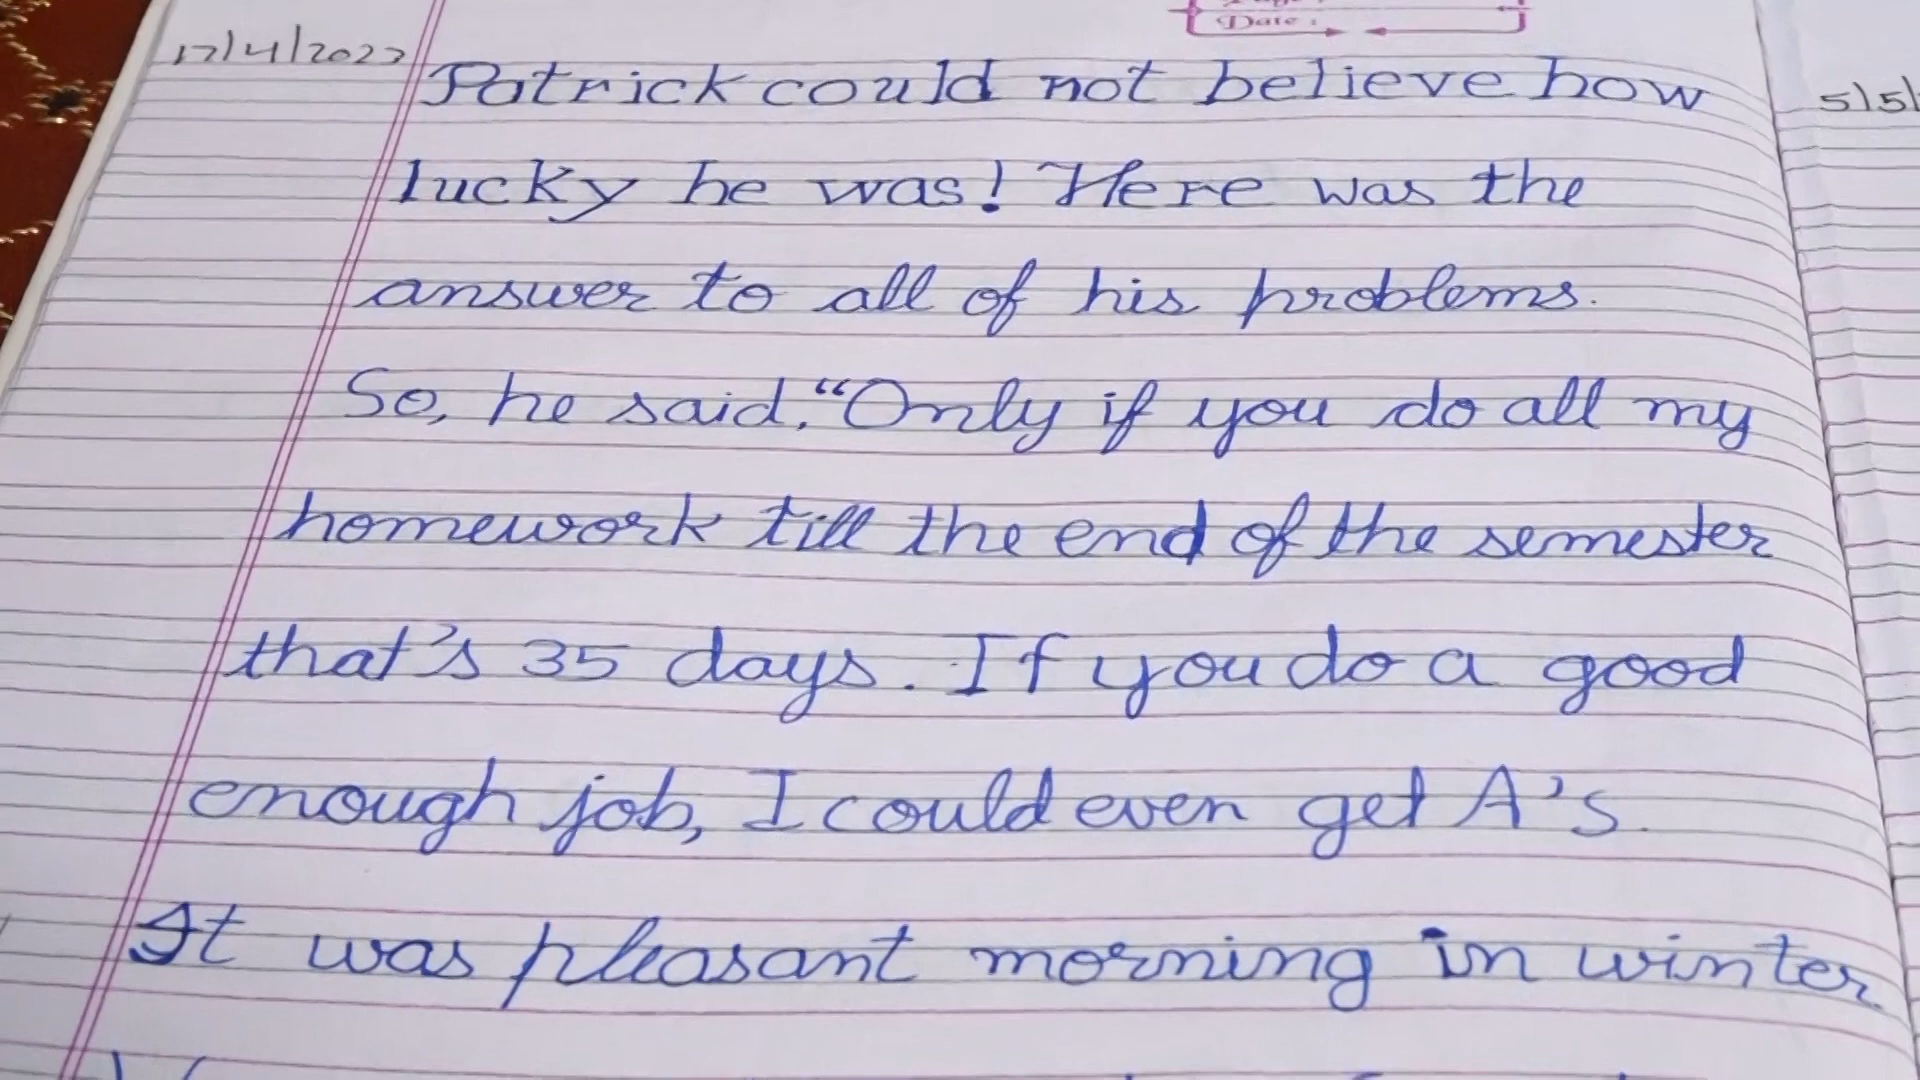 Date :
17/4/2023
Patrick could not believe how
lucky he was! Here was the
answer to all of his problems.
So, he said, “Only if you do all my
homework till the end of the semester
that's 35 days. If you do a good
enough job, I could even get A's.
It was pleasant morning in winter
5/5/